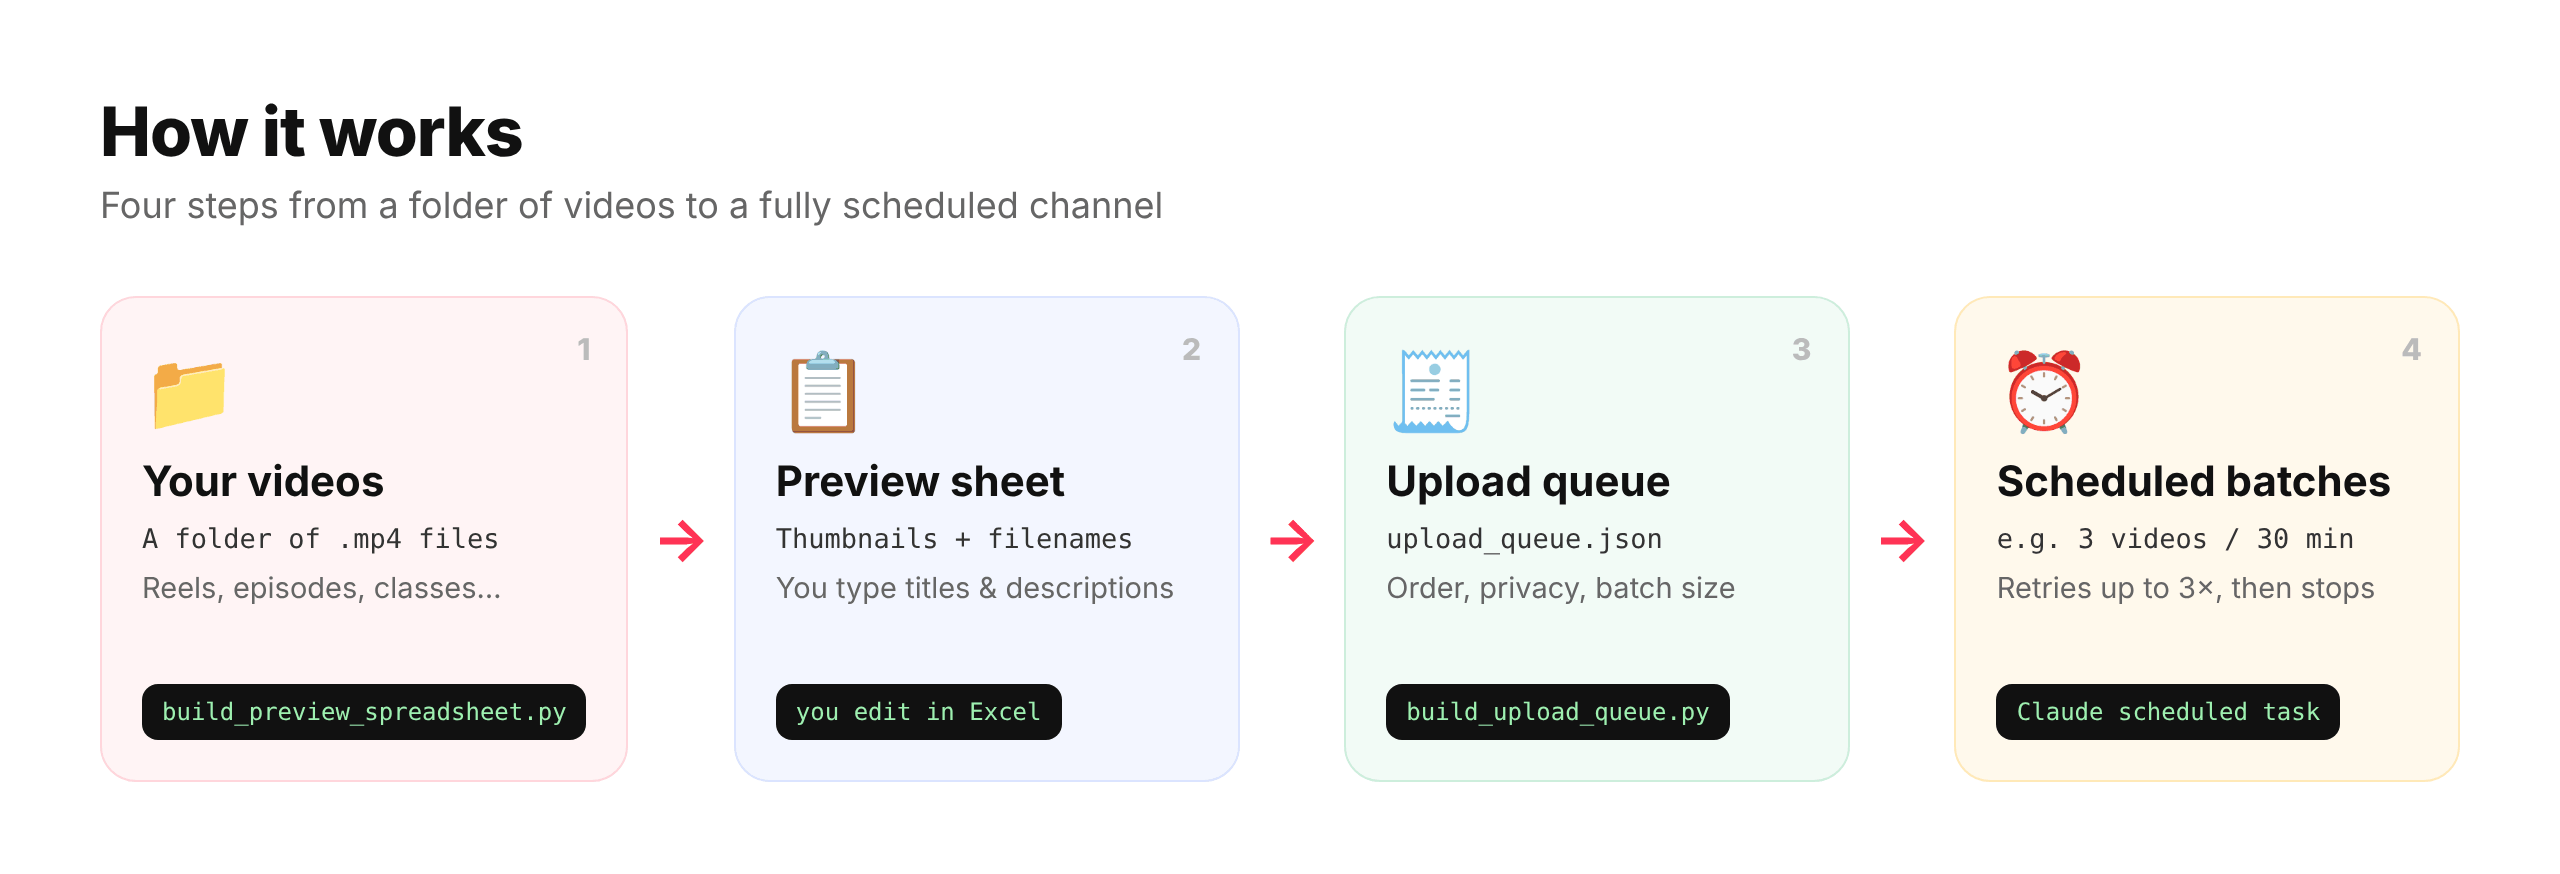 How it works
Four steps from a folder of videos to a fully scheduled channel
1
Your videos
A folder of .mp4 files
Reels, episodes, classes...
build_preview_spreadsheet.py
2
Preview sheet
Thumbnails + filenames
You type titles & descriptions
you edit in Excel
3
Upload queue
upload_queue.json
Order, privacy, batch size
build_upload_queue.py
4
Scheduled batches
e.g. 3 videos / 30 min
Retries up to 3×, then stops
Claude scheduled task